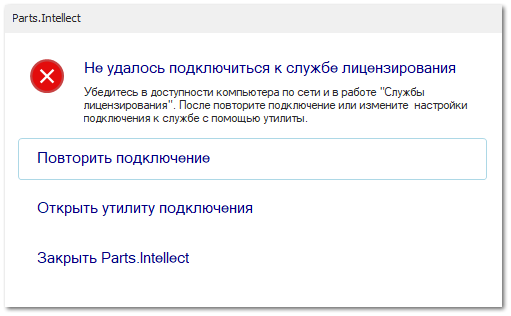 Parts.Intellect
Не удалось подключиться к службе лицензирования
Убедитесь в доступности компьютера по сети и в работе "Службы
лицензирования". После повторите подключение или измените настройки
подключения к службе с помощью утилиты.
Повторить подключение
Открыть утилиту подключения
Закрыть Parts.Intellect